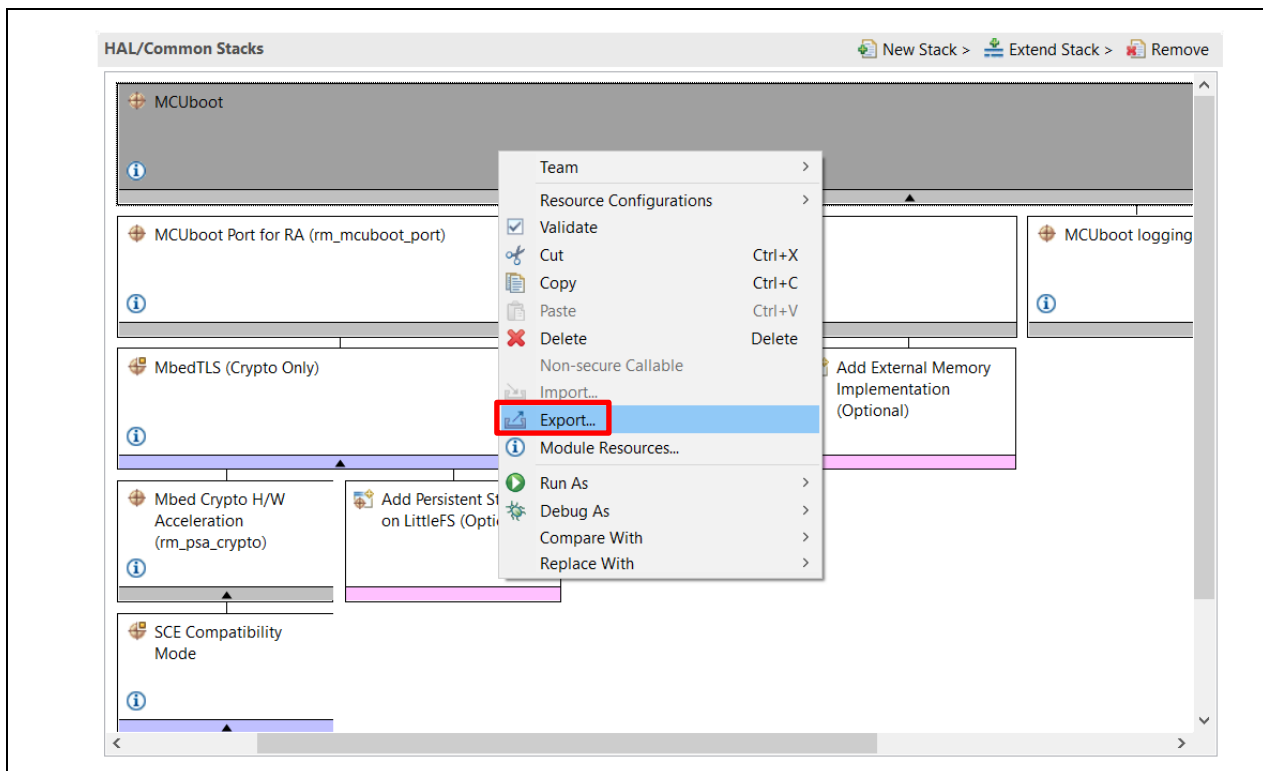 HAL/Common Stacks
New Stack > Extend Stack > Remove
MCUboot
Team
Resource Configurations
Validate
Cut Ctrl+X
Copy Ctrl+C
Paste Ctrl+V
Delete Delete
Non-secure Callable
Import...
Export...
Module Resources...
Run As
Debug As
Compare With
Replace With
MCUboot Port for RA (rm_mcuboot_port)
MCUboot logging
MbedTLS (Crypto Only)
Add External Memory
Implementation
(Optional)
Mbed Crypto H/W
Acceleration
(rm_psa_crypto)
Add Persistent
on LittleFS
SCE Compatibility
Mode